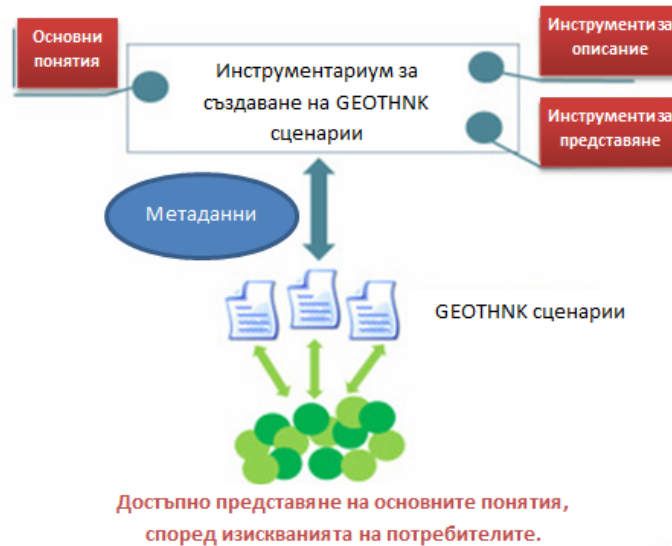 Основни
понятия
Инструментариум за
създаване на GEOTHNK
сценарии
Инструменти за
описание
Инструменти за
представяне
Метаданни
GEOTHNK сценарии
Достъпно представяне на основните понятия,
според изискванията на потребителите.